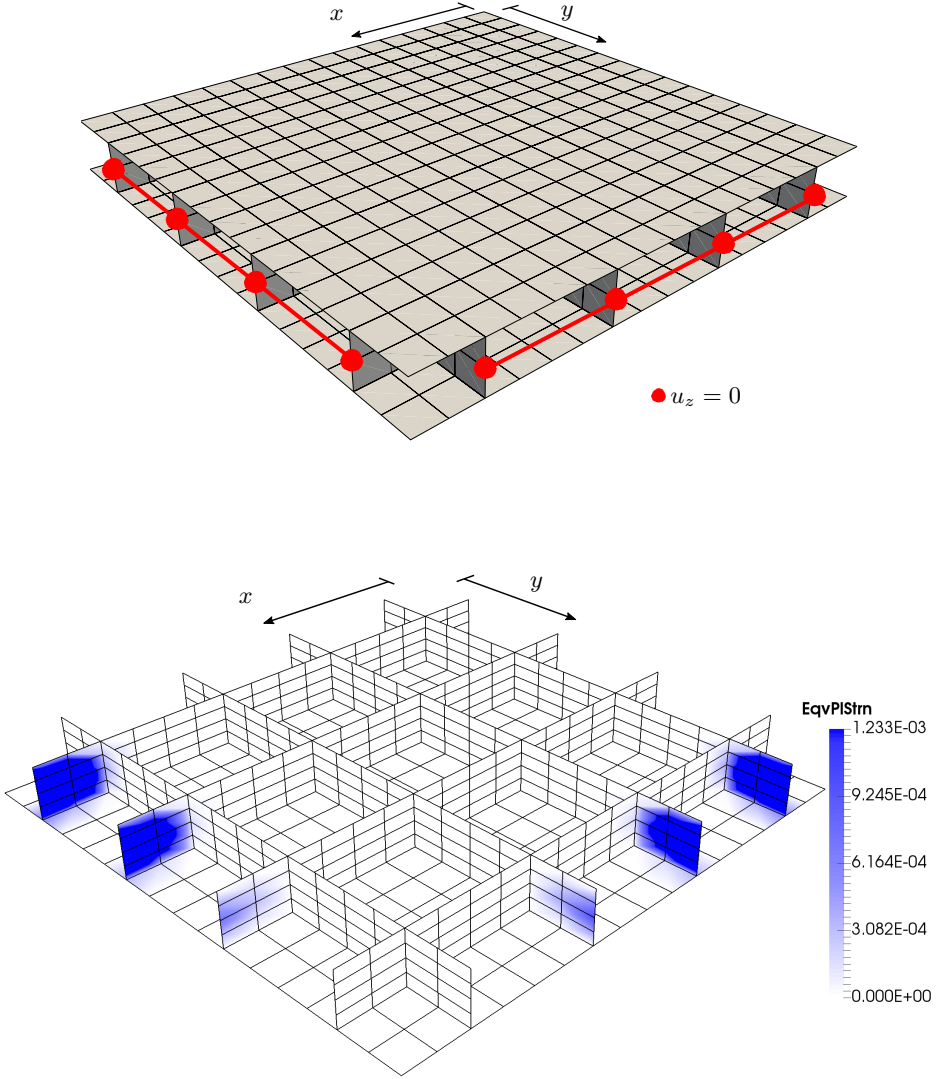 x
y
u_z = 0
x
y
EqvPlStrn
1.233E-03
9.245E-04
6.164E-04
3.082E-04
0.000E+00